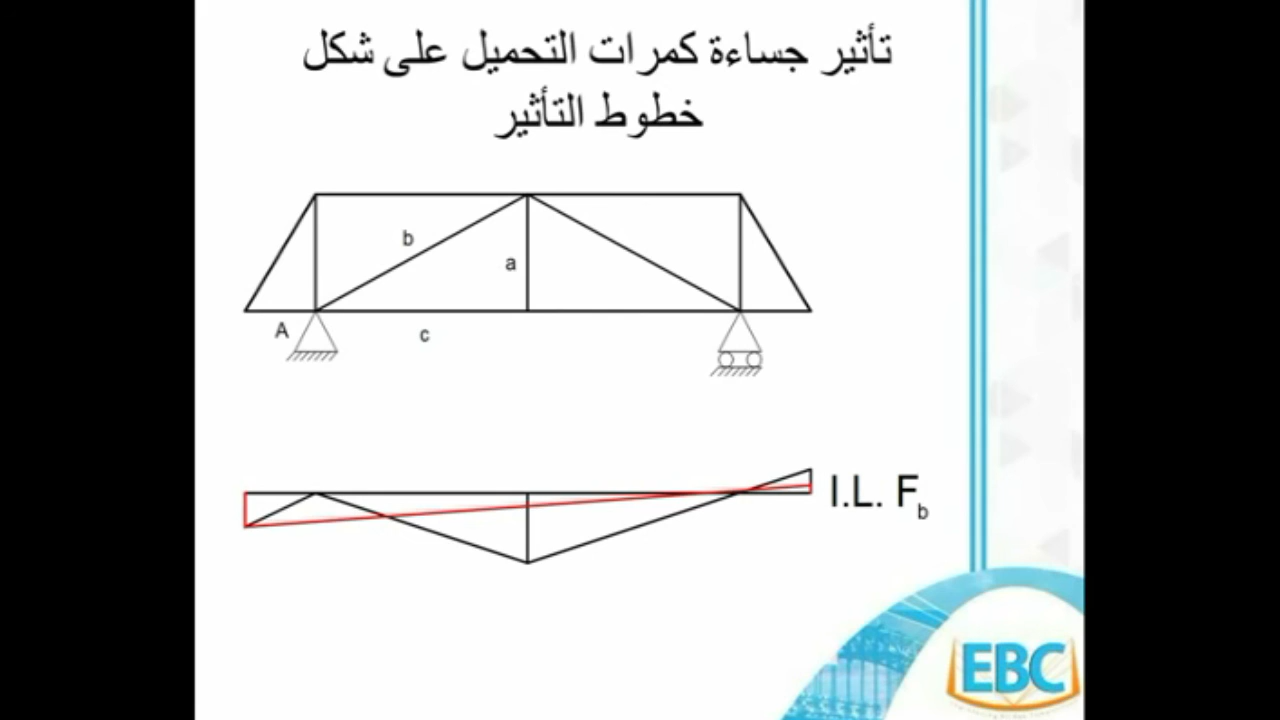 تأثير جساءة كمرات التحميل على شكل
خطوط التأثير
b
a
A
c
I.L. Fb
EBC